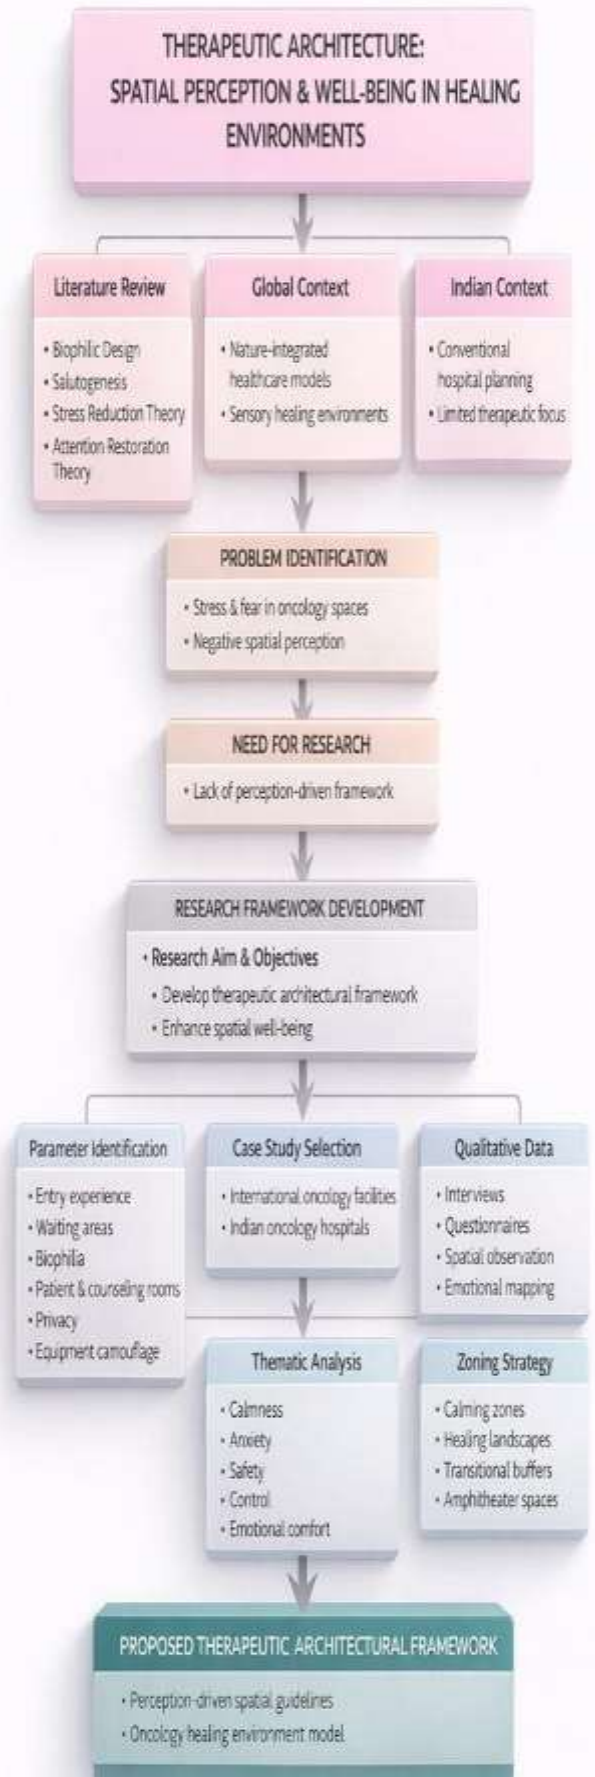 THERAPEUTIC ARCHITECTURE:
SPATIAL PERCEPTION & WELL-BEING IN HEALING
ENVIRONMENTS
Literature Review
• Biophilic Design
• Salutogenesis
• Stress Reduction Theory
• Attention Restoration
Theory
Global Context
• Nature-integrated
healthcare models
• Sensory healing environments
Indian Context
• Conventional
hospital planning
• Limited therapeutic focus
PROBLEM IDENTIFICATION
• Stress & fear in oncology spaces
• Negative spatial perception
NEED FOR RESEARCH
• Lack of perception-driven framework
RESEARCH FRAMEWORK DEVELOPMENT
• Research Aim & Objectives
• Develop therapeutic architectural framework
• Enhance spatial well-being
Parameter Identification
• Entry experience
• Waiting areas
• Biophilia
• Patient & counseling rooms
• Privacy
• Equipment camouflage
Case Study Selection
• International oncology facilities
• Indian oncology hospitals
Qualitative Data
• Interviews
• Questionnaires
• Spatial observation
• Emotional mapping
Thematic Analysis
• Calmness
• Anxiety
• Safety
• Control
• Emotional comfort
Zoning Strategy
• Calming zones
• Healing landscapes
• Transitional buffers
• Amphitheater spaces
PROPOSED THERAPEUTIC ARCHITECTURAL FRAMEWORK
• Perception-driven spatial guidelines
• Oncology healing environment model